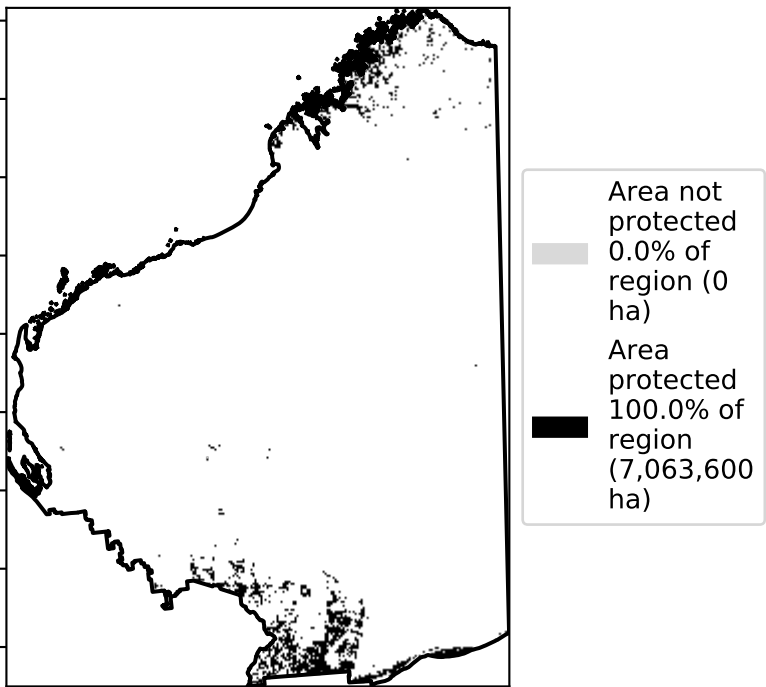 Area not
protected
0.0% of
region (0
ha)
Area
protected
100.0% of
region
(7,063,600
ha)